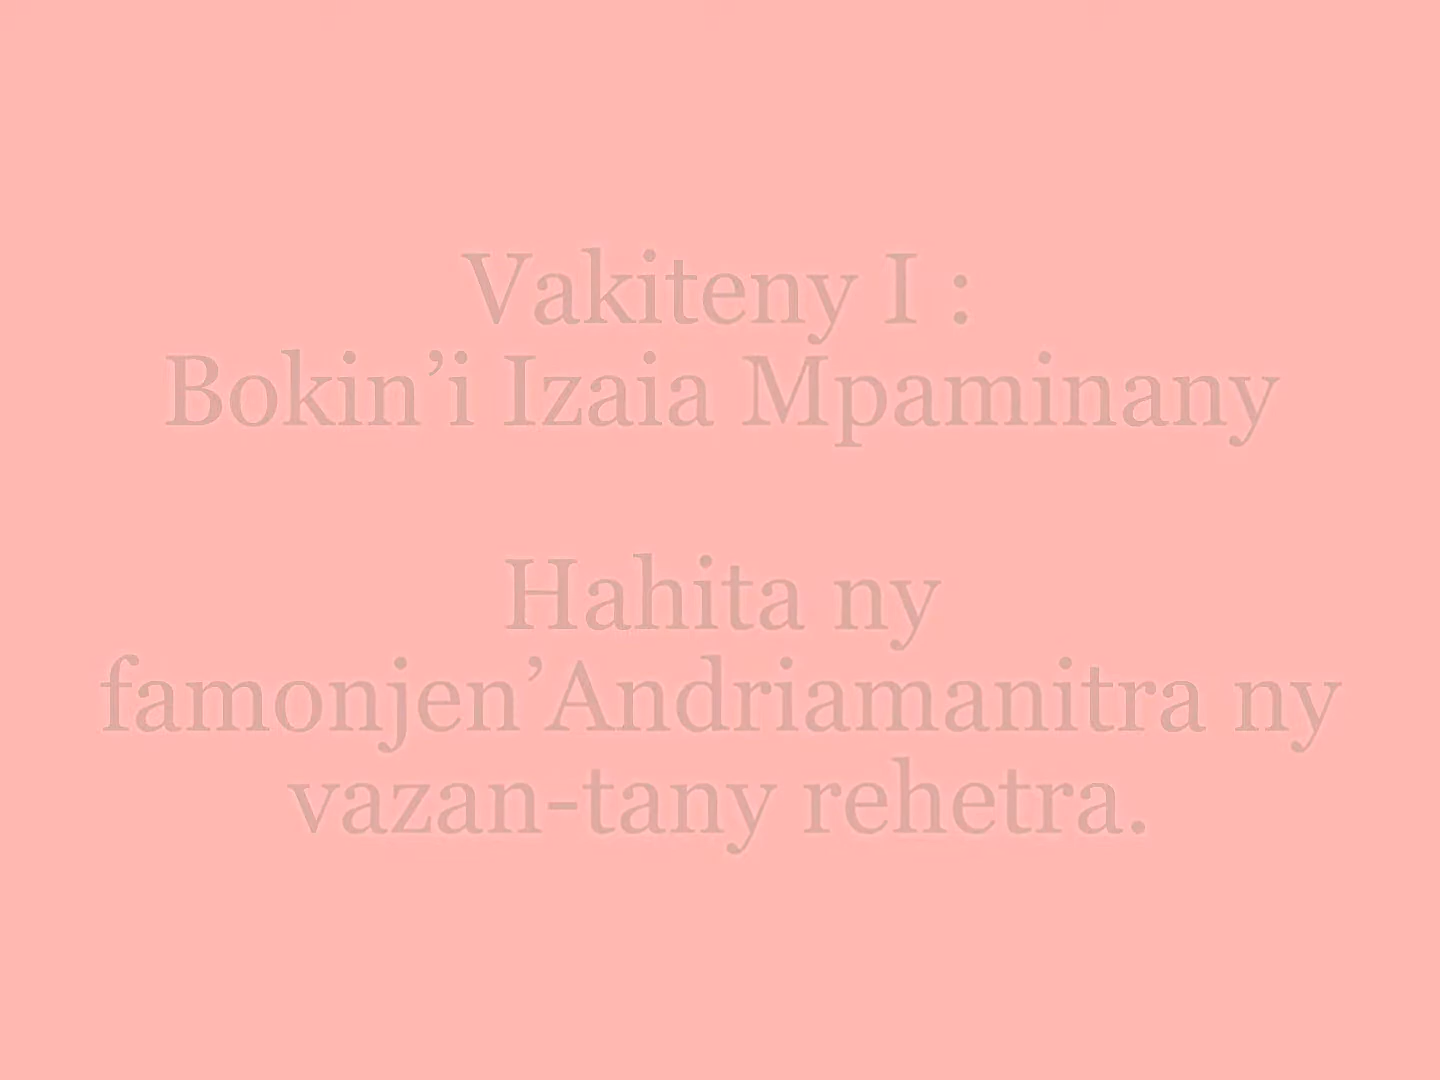 Vakiteny I :
Bokin’i Izaia Mpaminany
Hahita ny
famonjen’Andriamanitra ny
vazan-tany rehetra.